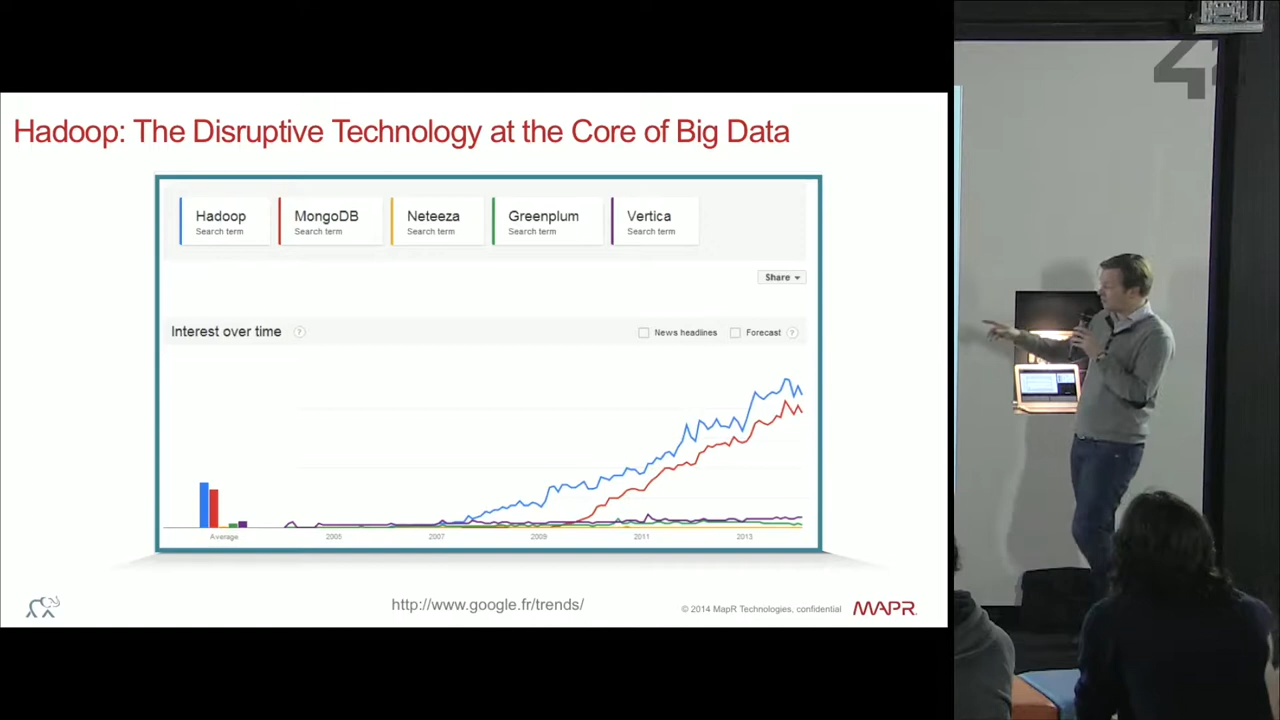 Hadoop: The Disruptive Technology at the Core of Big Data
Hadoop
Search term
MongoDB
Search term
Neteeza
Search term
Greenplum
Search term
Vertica
Search term
Share
Interest over time ?
News headlines
Forecast ?
Average
2005
2007
2009
2011
2013
http://www.google.fr/trends/
© 2014 MapR Technologies, confidential
MAPR
42